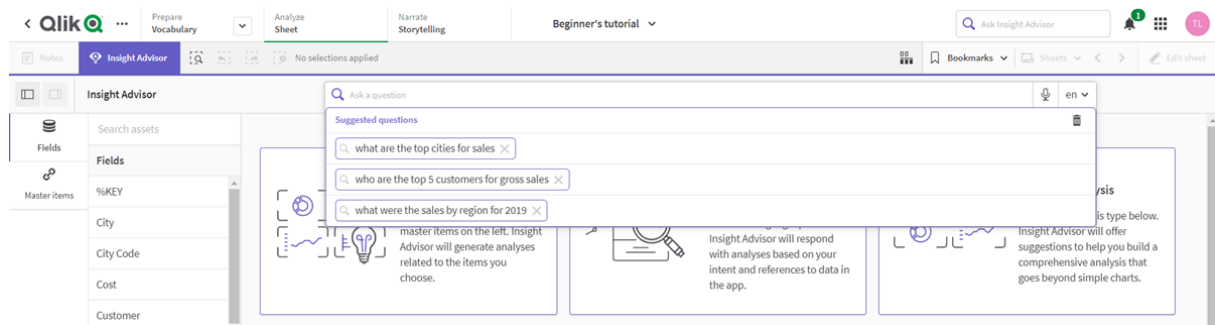 Qlik
...
Prepare
Vocabulary
Analyze
Sheet
Narrate
Storytelling
Beginner's tutorial
Ask Insight Advisor
1
TL
Notes
Insight Advisor
No selections applied
Bookmarks
Sheets
Edit sheet
Insight Advisor
Ask a question
en
Fields
Master items
Search assets
Fields
%KEY
City
City Code
Cost
Customer
Suggested questions
what are the top cities for sales
who are the top 5 customers for gross sales
what were the sales by region for 2019
master items on the left. Insight
Advisor will generate analyses
related to the items you
choose.
Insight Advisor will respond
with analyses based on your
intent and references to data in
the app.
is type below.
Insight Advisor will offer
suggestions to help you build a
comprehensive analysis that
goes beyond simple charts.